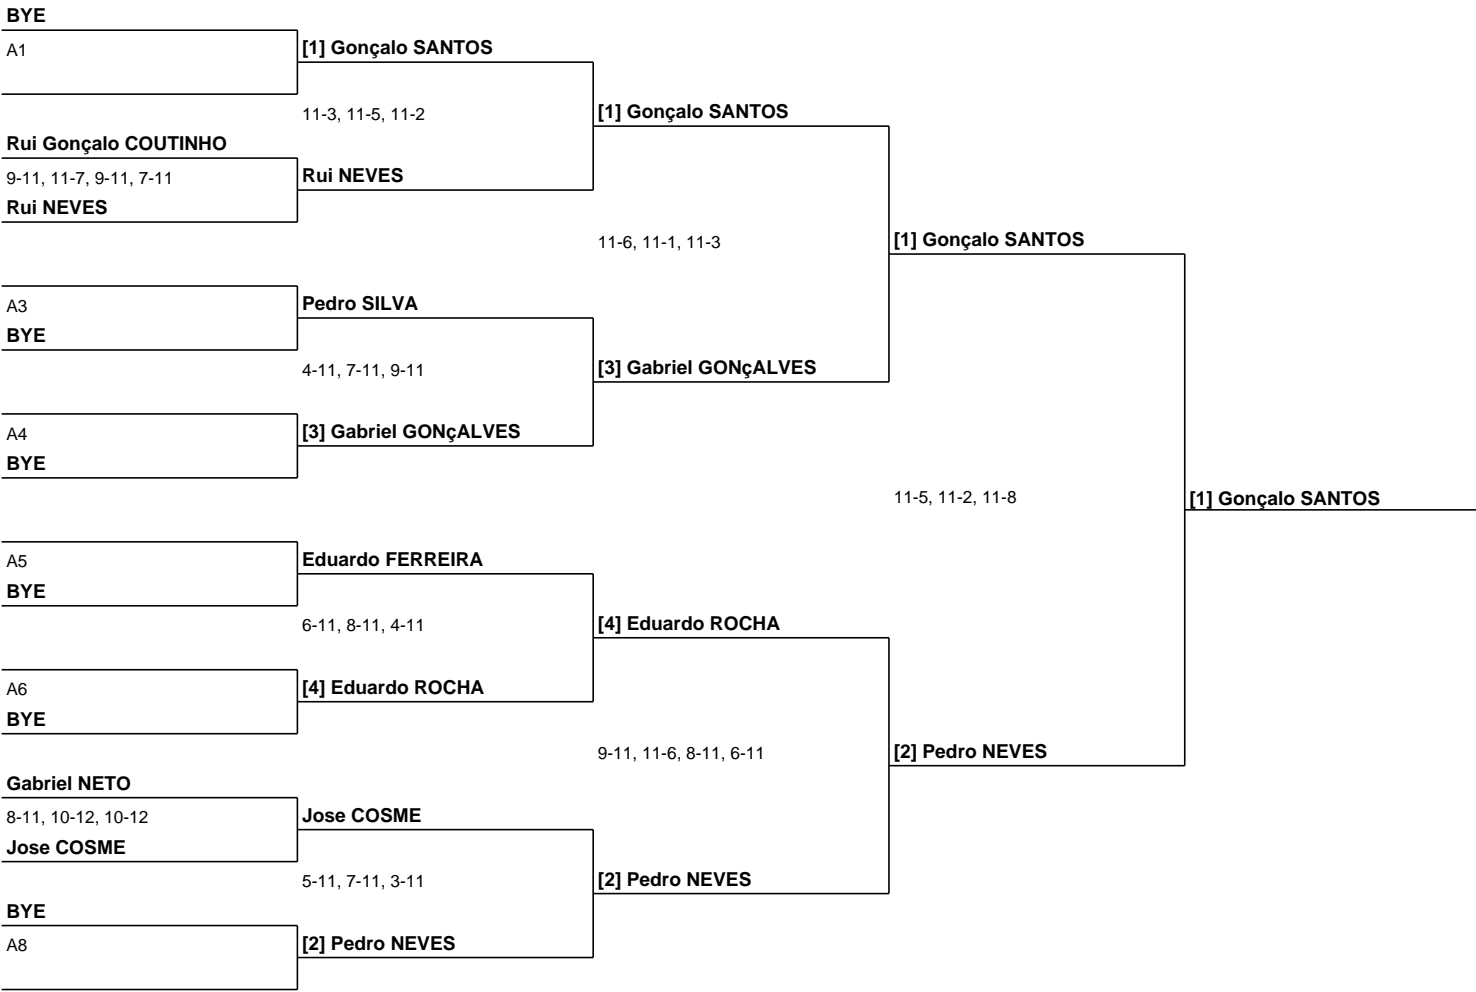 BYE
A1
[1] Gonçalo SANTOS
11-3, 11-5, 11-2
[1] Gonçalo SANTOS
Rui Gonçalo COUTINHO
9-11, 11-7, 9-11, 7-11
Rui NEVES
Rui NEVES
11-6, 11-1, 11-3
[1] Gonçalo SANTOS
A3
BYE
Pedro SILVA
4-11, 7-11, 9-11
[3] Gabriel GONçALVES
A4
BYE
[3] Gabriel GONçALVES
11-5, 11-2, 11-8
[1] Gonçalo SANTOS
A5
BYE
Eduardo FERREIRA
6-11, 8-11, 4-11
[4] Eduardo ROCHA
A6
BYE
[4] Eduardo ROCHA
9-11, 11-6, 8-11, 6-11
[2] Pedro NEVES
Gabriel NETO
8-11, 10-12, 10-12
Jose COSME
Jose COSME
5-11, 7-11, 3-11
[2] Pedro NEVES
BYE
A8
[2] Pedro NEVES